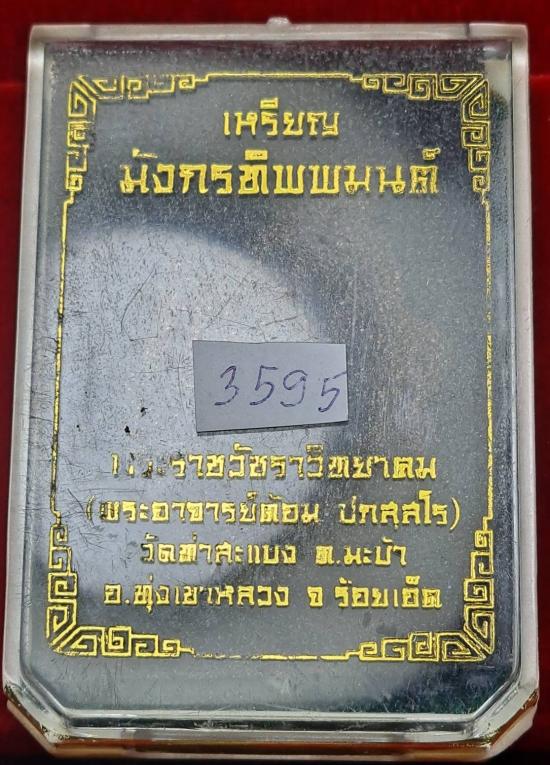 เหรียญ
มังกรทิพพมนต์
3595
พระราชวัชราวิทยาคม
(พระอาจารย์ต้อม ปภสฺสโร)
วัดท่าสะแบง ต.มะบ้า
อ.ทุ่งเขาหลวง จ ร้อยเอ็ด